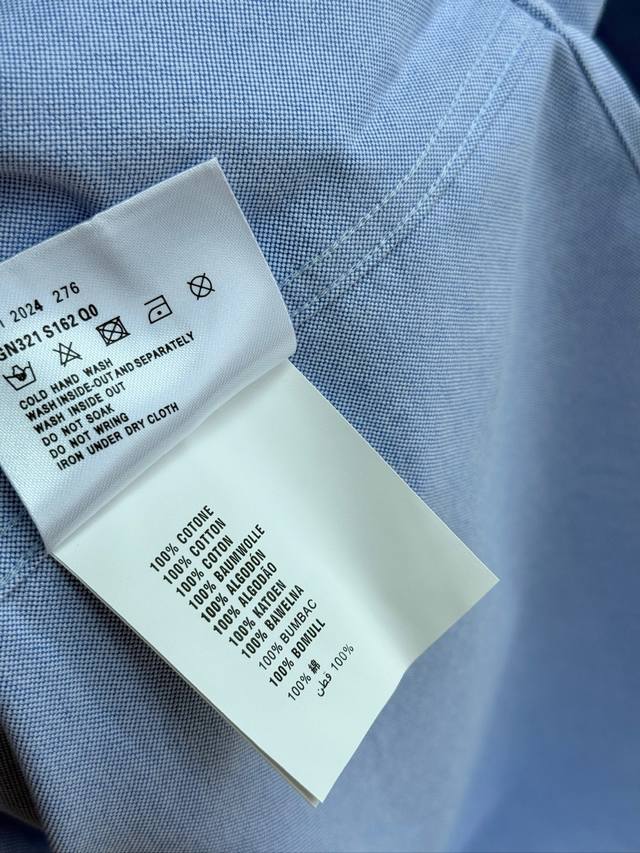 2024 276
GN321 S162 Q0
COLD HAND WASH
WASH INSIDE-OUT AND SEPARATELY
WASH INSIDE OUT
DO NOT SOAK
DO NOT WRING
IRON UNDER DRY CLOTH
100% COTONE
100% COTTON
100% COTON
100% BAUMWOLLE
100% ALGODÓN
100% ALGODÃO
100% KATOEN
100% BAWELNA
100% BUMBAC
100% BOMULL
100% 綿
100% قطن